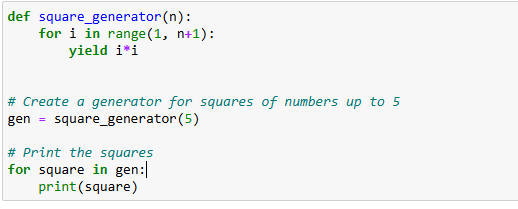 def square_generator(n):
    for i in range(1, n+1):
        yield i*i

# Create a generator for squares of numbers up to 5
gen = square_generator(5)

# Print the squares
for square in gen:
    print(square)